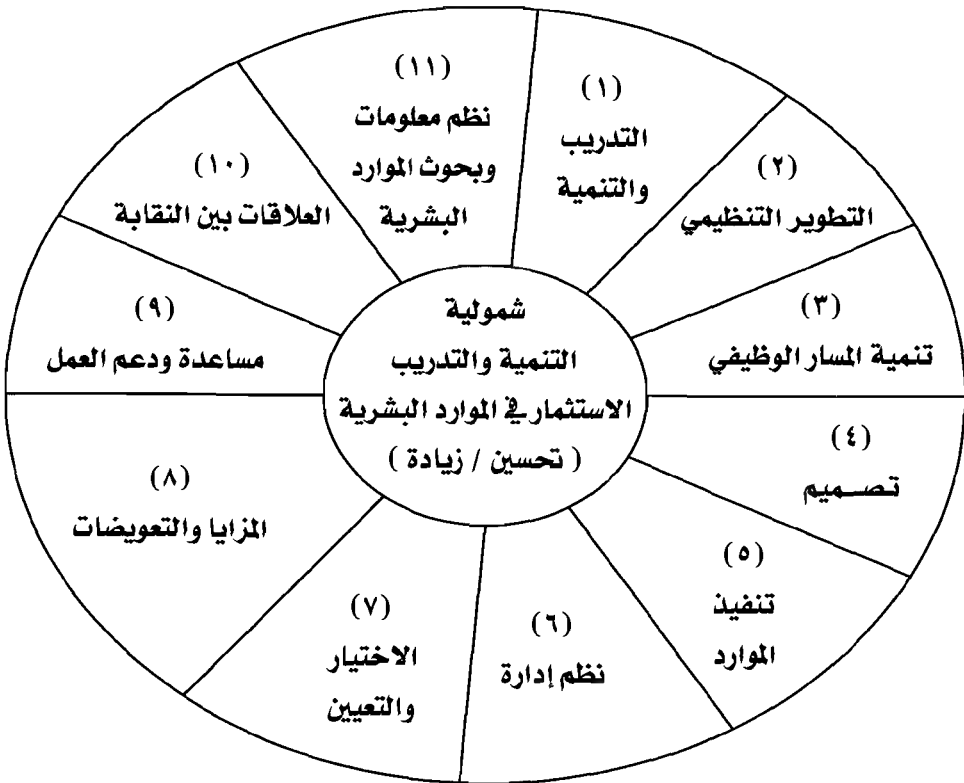 (١)
التدريب
والتنمية
(٢)
التطوير التنظيمي
(٣)
تنمية المسار الوظيفي
(٤)
تـصــمـيم
(٥)
تنفيذ
الموارد
(٦)
نظم إدارة
(٧)
الاختيار
والتعيين
(٨)
المزايا والتعويضات
(٩)
مساعدة ودعم العمل
(١٠)
العلاقات بين النقابة
(١١)
نظم معلومات
وبحوث الموارد
البشرية
شمولية
التنمية والتدريب
الاستثمار في الموارد البشرية
( تحسين / زيادة )